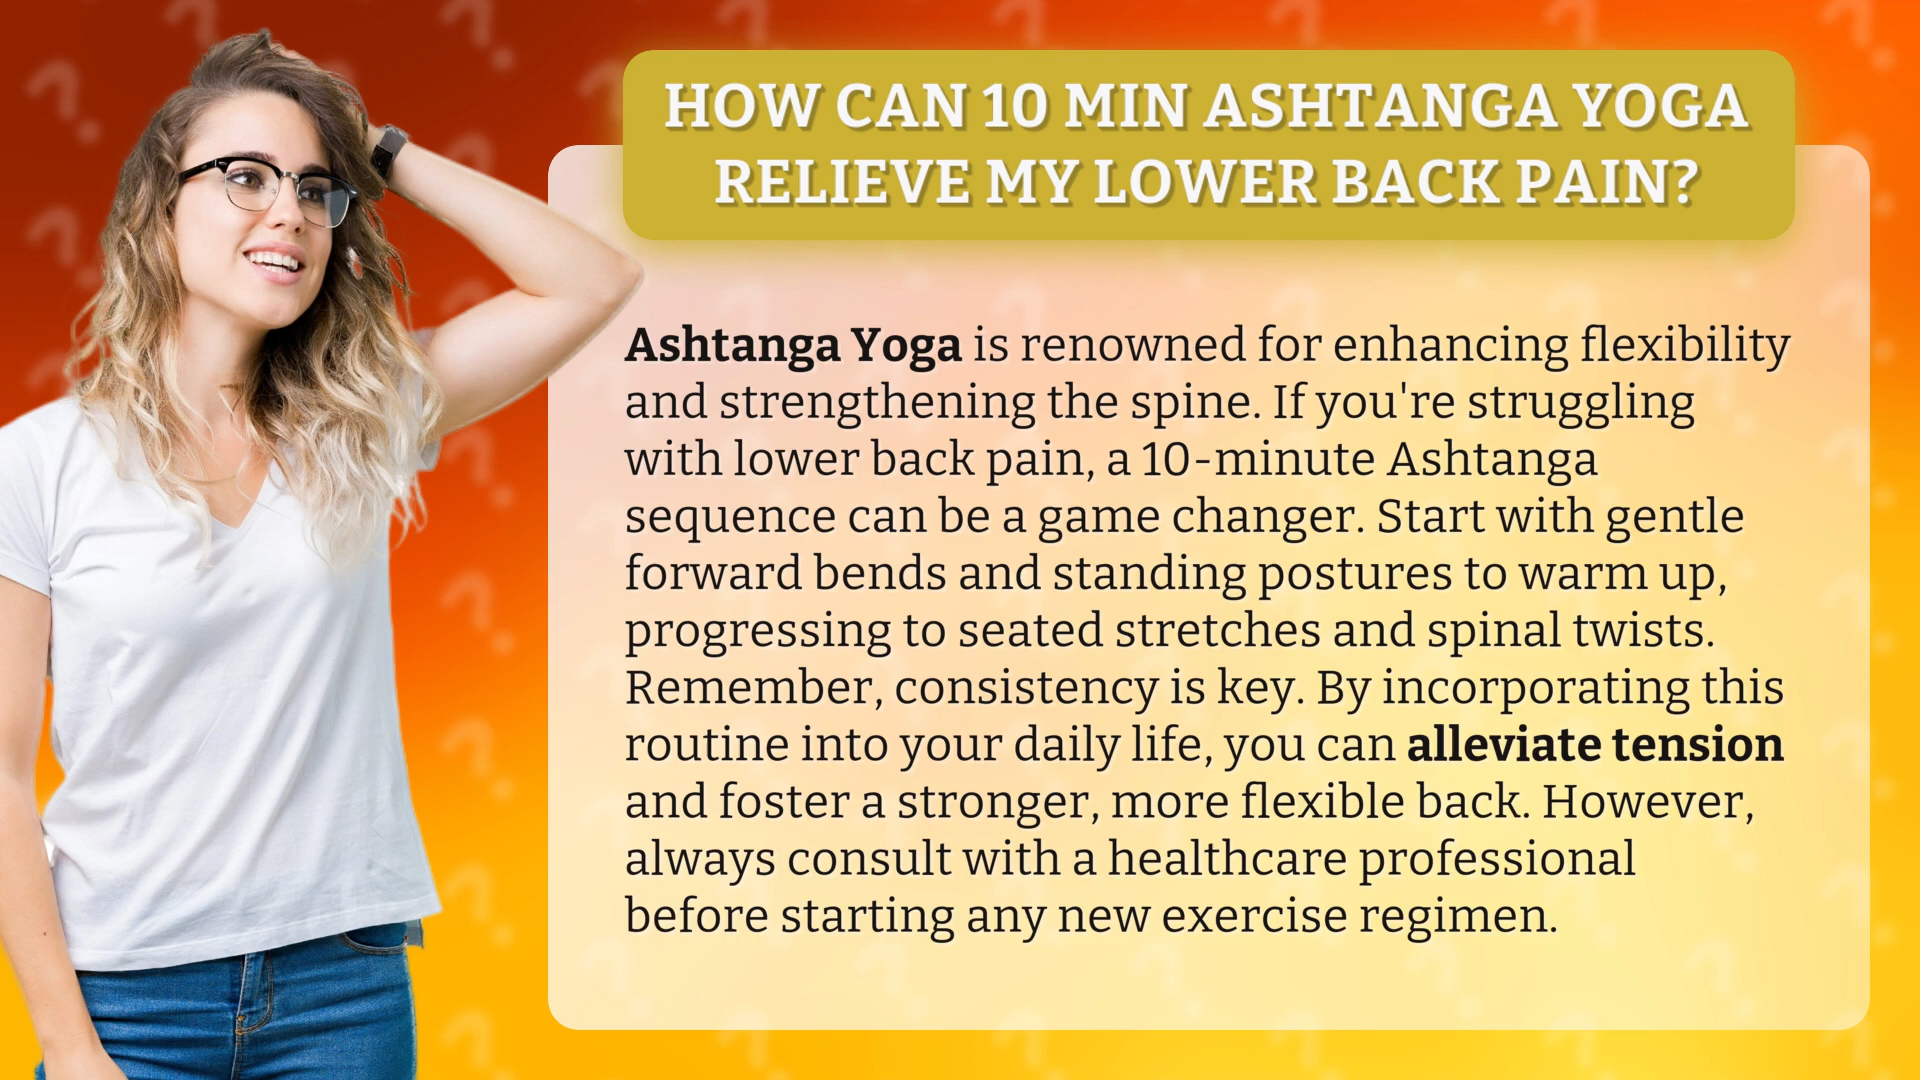 HOW CAN 10 MIN ASHTANGA YOGA
RELIEVE MY LOWER BACK PAIN?
Ashtanga Yoga is renowned for enhancing flexibility
and strengthening the spine. If you're struggling
with lower back pain, a 10-minute Ashtanga
sequence can be a game changer. Start with gentle
forward bends and standing postures to warm up,
progressing to seated stretches and spinal twists.
Remember, consistency is key. By incorporating this
routine into your daily life, you can alleviate tension
and foster a stronger, more flexible back. However,
always consult with a healthcare professional
before starting any new exercise regimen.